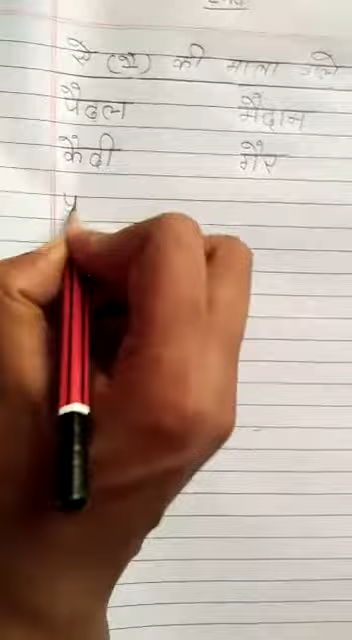 ऐ (ै) की माला वाले
पैदल मैदान
कैदी गैर